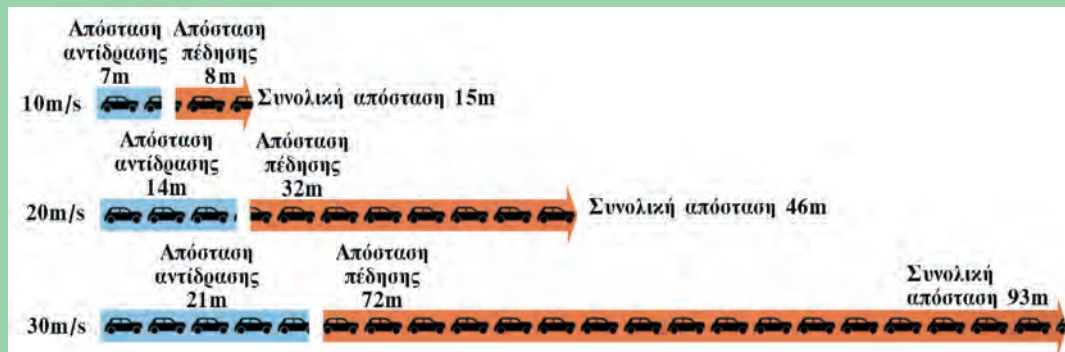 Απόσταση
αντίδρασης
7m
Απόσταση
πέδησης
8m
10m/s
Συνολική απόσταση 15m
Απόσταση
αντίδρασης
14m
Απόσταση
πέδησης
32m
20m/s
Συνολική απόσταση 46m
Απόσταση
αντίδρασης
21m
Απόσταση
πέδησης
72m
Συνολική
απόσταση 93m
30m/s